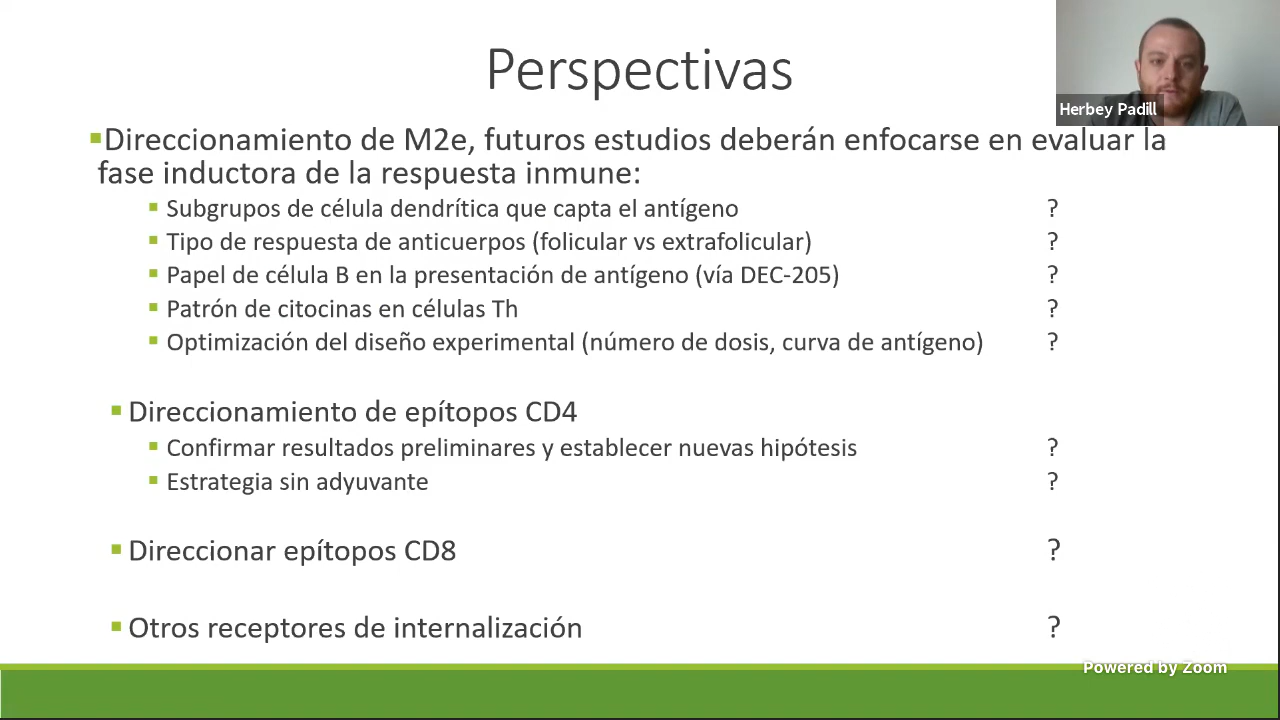 Perspectivas
Herbey Padill
Direccionamiento de M2e, futuros estudios deberán enfocarse en evaluar la
fase inductora de la respuesta inmune:
Subgrupos de célula dendrítica que capta el antígeno ?
Tipo de respuesta de anticuerpos (folicular vs extrafolicular) ?
Papel de célula B en la presentación de antígeno (vía DEC-205) ?
Patrón de citocinas en células Th ?
Optimización del diseño experimental (número de dosis, curva de antígeno) ?
Direccionamiento de epítopos CD4
Confirmar resultados preliminares y establecer nuevas hipótesis ?
Estrategia sin adyuvante ?
Direccionar epítopos CD8 ?
Otros receptores de internalización ?
Powered by Zoom